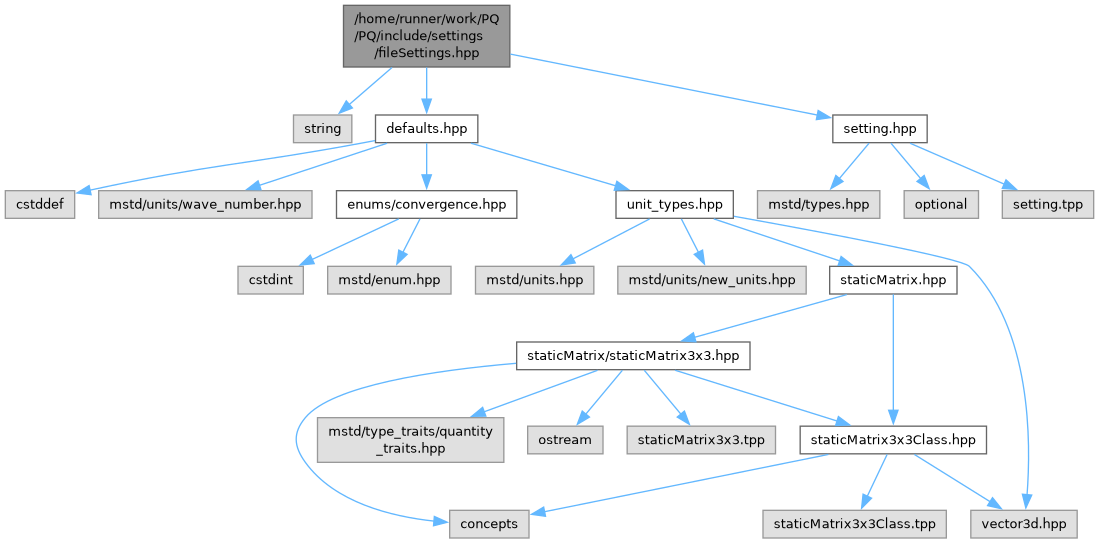 /home/runner/work/PQ
/PQ/include/settings
/fileSettings.hpp
string
defaults.hpp
setting.hpp
cstddef
mstd/units/wave_number.hpp
enums/convergence.hpp
unit_types.hpp
mstd/types.hpp
optional
setting.tpp
cstdint
mstd/enum.hpp
mstd/units.hpp
mstd/units/new_units.hpp
staticMatrix.hpp
staticMatrix/staticMatrix3x3.hpp
mstd/type_traits/quantity
_traits.hpp
ostream
staticMatrix3x3.tpp
staticMatrix3x3Class.hpp
concepts
staticMatrix3x3Class.tpp
vector3d.hpp